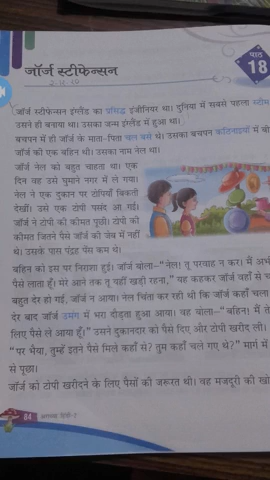 पाठ
18
जॉर्ज स्टीफेन्सन
जॉर्ज स्टीफेन्सन इंग्लैंड का प्रसिद्ध इंजीनियर था। दुनिया में सबसे पहला स्टीम
उसने ही बनाया था। उसका जन्म इंग्लैंड में हुआ था।
बचपन में ही जॉर्ज के माता-पिता चल बसे थे। उसका बचपन कठिनाइयों में बी
जॉर्ज की एक बहिन थी। उसका नाम नेल था।
जॉर्ज नेल को बहुत चाहता था। एक
दिन वह उसे घुमाने नगर में ले गया।
नेल ने एक दुकान पर टोपियाँ बिकती
देखीं। उसे एक टोपी पसंद आ गई।
जॉर्ज ने टोपी की कीमत पूछी। टोपी की
कीमत जितने पैसे जॉर्ज की जेब में नहीं
थे। उसके पास पंद्रह पैंस कम थे।
बहिन को इस पर निराशा हुई। जॉर्ज बोला–"नेल! तू परवाह न कर। मैं अभी
पैसे लाता हूँ। मेरे आने तक तू यहीं खड़ी रहना," यह कहकर जॉर्ज वहाँ से च
बहुत देर हो गई, जॉर्ज न आया। नेल चिंता कर रही थी कि जॉर्ज कहाँ चला
देर बाद जॉर्ज उमंग में भरा दौड़ता हुआ आया। वह बोला–"बहिन! मैं ते
लिए पैसे ले आया हूँ।" उसने दुकानदार को पैसे दिए और टोपी खरीद ली।
"पर भैया, तुम्हें इतने पैसे मिले कहाँ से? तुम कहाँ चले गए थे?" मार्ग में
से पूछा।
जॉर्ज को टोपी खरीदने के लिए पैसों की जरूरत थी। वह मजदूरी की खो
84